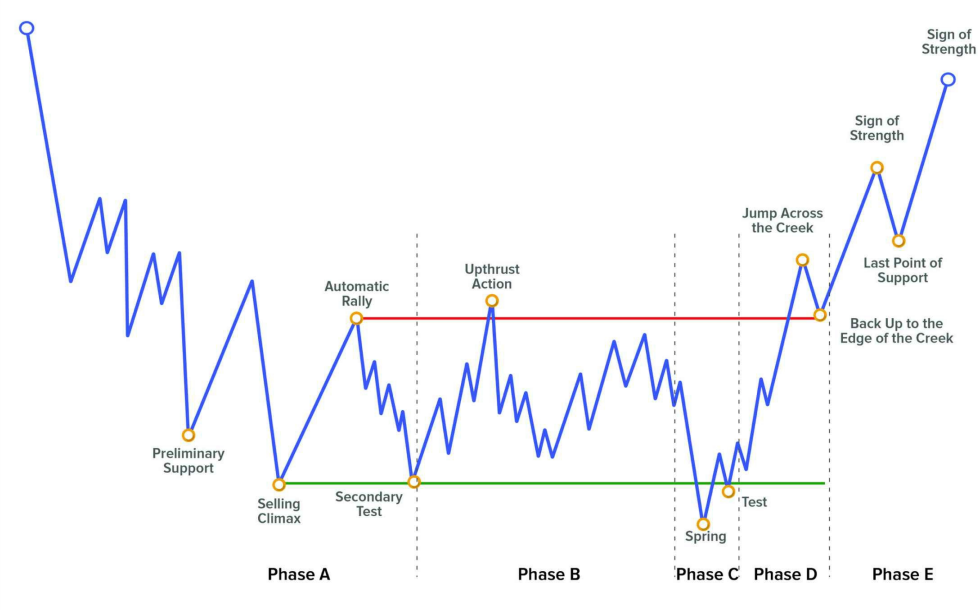 Sign of
Strength
Sign of
Strength
Jump Across
the Creek
Last Point of
Support
Upthrust
Action
Automatic
Rally
Back Up to the
Edge of the Creek
Preliminary
Support
Selling
Climax
Secondary
Test
Test
Spring
Phase A
Phase B
Phase C
Phase D
Phase E